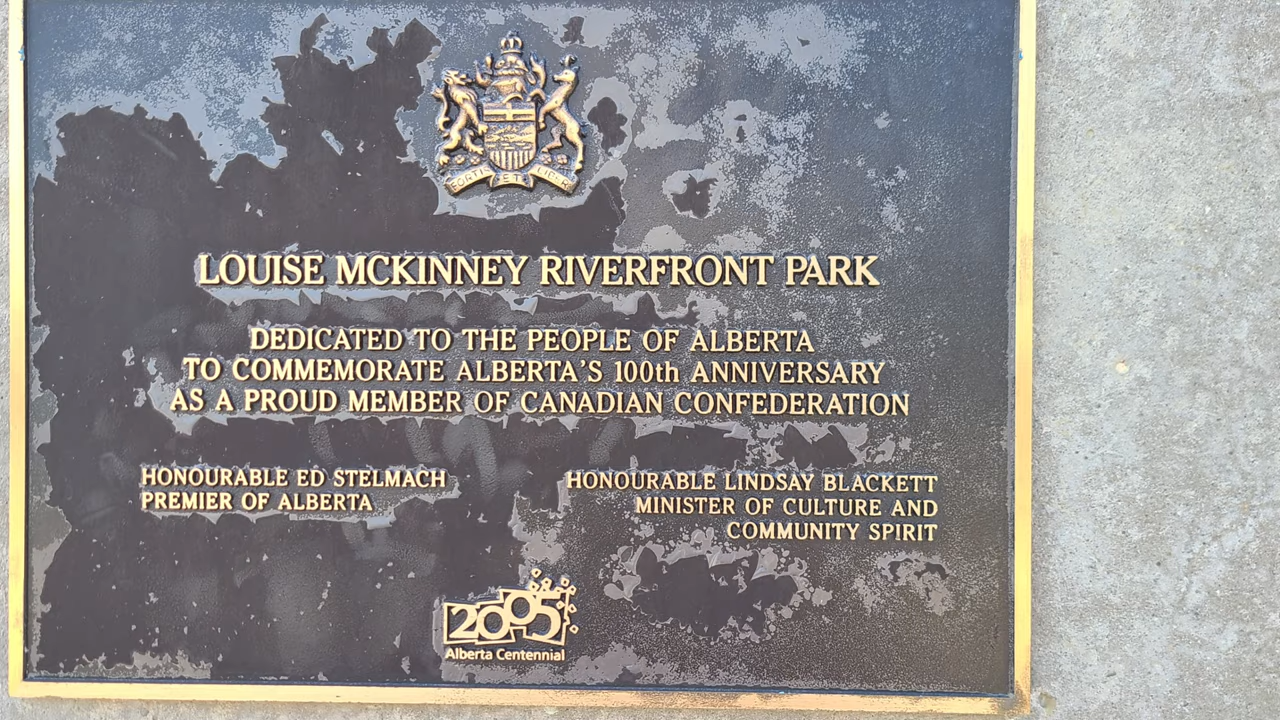 FORTIS ET LIBER
LOUISE MCKINNEY RIVERFRONT PARK
DEDICATED TO THE PEOPLE OF ALBERTA
TO COMMEMORATE ALBERTA'S 100th ANNIVERSARY
AS A PROUD MEMBER OF CANADIAN CONFEDERATION
HONOURABLE ED STELMACH
PREMIER OF ALBERTA
HONOURABLE LINDSAY BLACKETT
MINISTER OF CULTURE AND
COMMUNITY SPIRIT
2005
Alberta Centennial